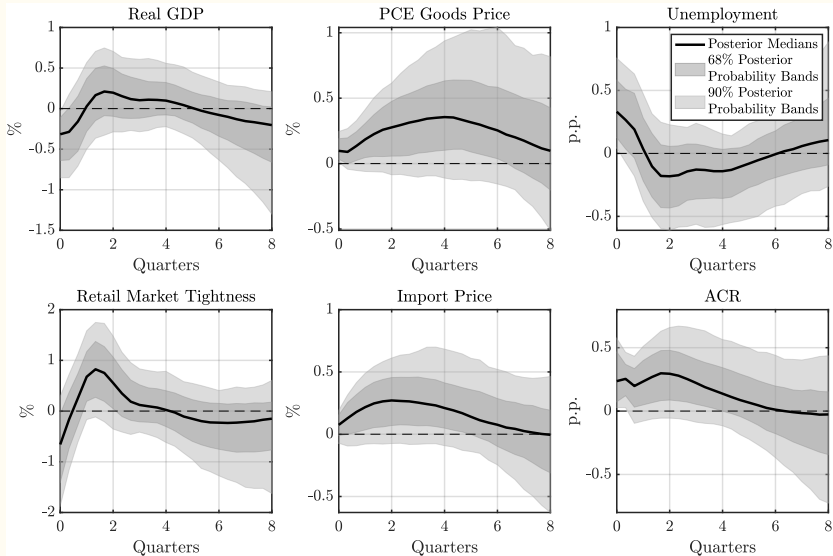 Real GDP
1
0.5
0
-0.5
-1
-1.5
%
0 2 4 6 8
Quarters
PCE Goods Price
1
0.5
0
-0.5
%
0 2 4 6 8
Quarters
Unemployment
1
0.5
0
-0.5
p.p.
0 2 4 6 8
Quarters
Posterior Medians
68% Posterior
Probability Bands
90% Posterior
Probability Bands
Retail Market Tightness
2
1
0
-1
-2
%
0 2 4 6 8
Quarters
Import Price
1
0.5
0
-0.5
%
0 2 4 6 8
Quarters
ACR
0.5
0
-0.5
p.p.
0 2 4 6 8
Quarters